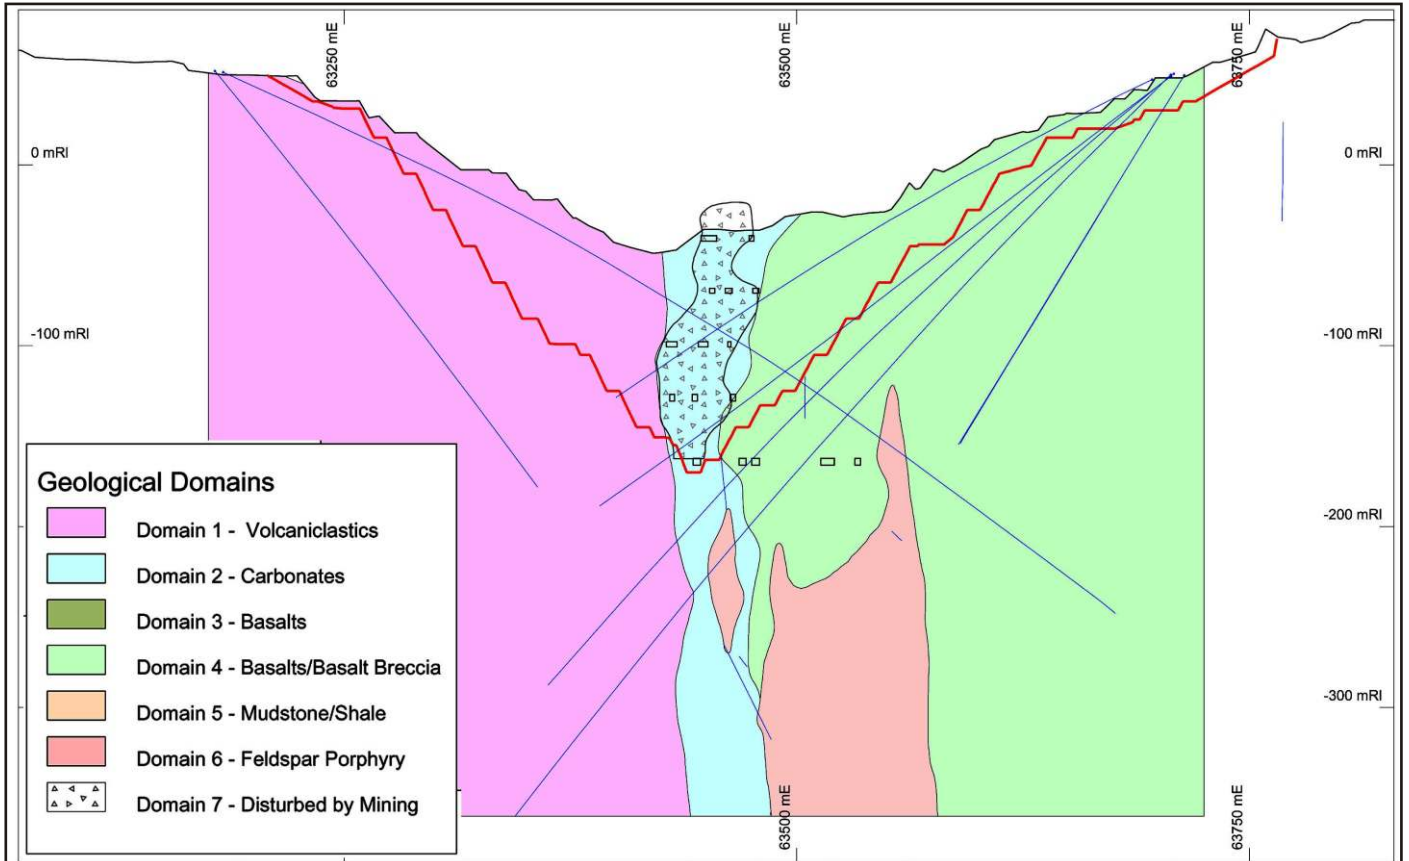 63250 mE
63500 mE
63750 mE
0 mRl
0 mRl
-100 mRl
-100 mRl
-200 mRl
-300 mRl
Geological Domains
Domain 1 - Volcaniclastics
Domain 2 - Carbonates
Domain 3 - Basalts
Domain 4 - Basalts/Basalt Breccia
Domain 5 - Mudstone/Shale
Domain 6 - Feldspar Porphyry
Domain 7 - Disturbed by Mining
63500 mE
63750 mE